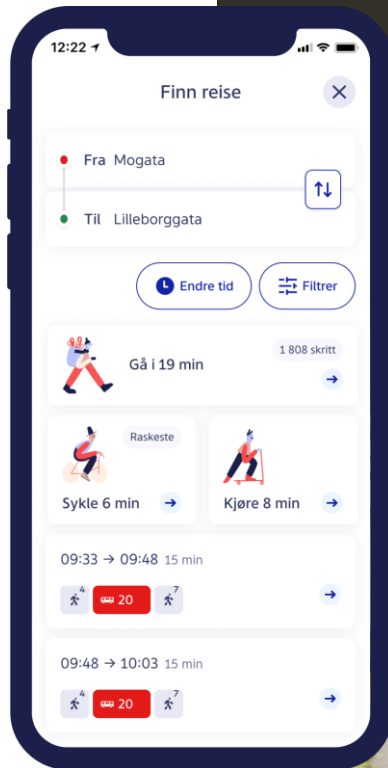 12:22
Finn reise
Fra Mogata
Til Lilleborggata
Endre tid
Filtrer
1 808 skritt
Gå i 19 min
Raskeste
Sykle 6 min
Kjøre 8 min
09:33 → 09:48 15 min
4 20 7
09:48 → 10:03 15 min
4 20 7